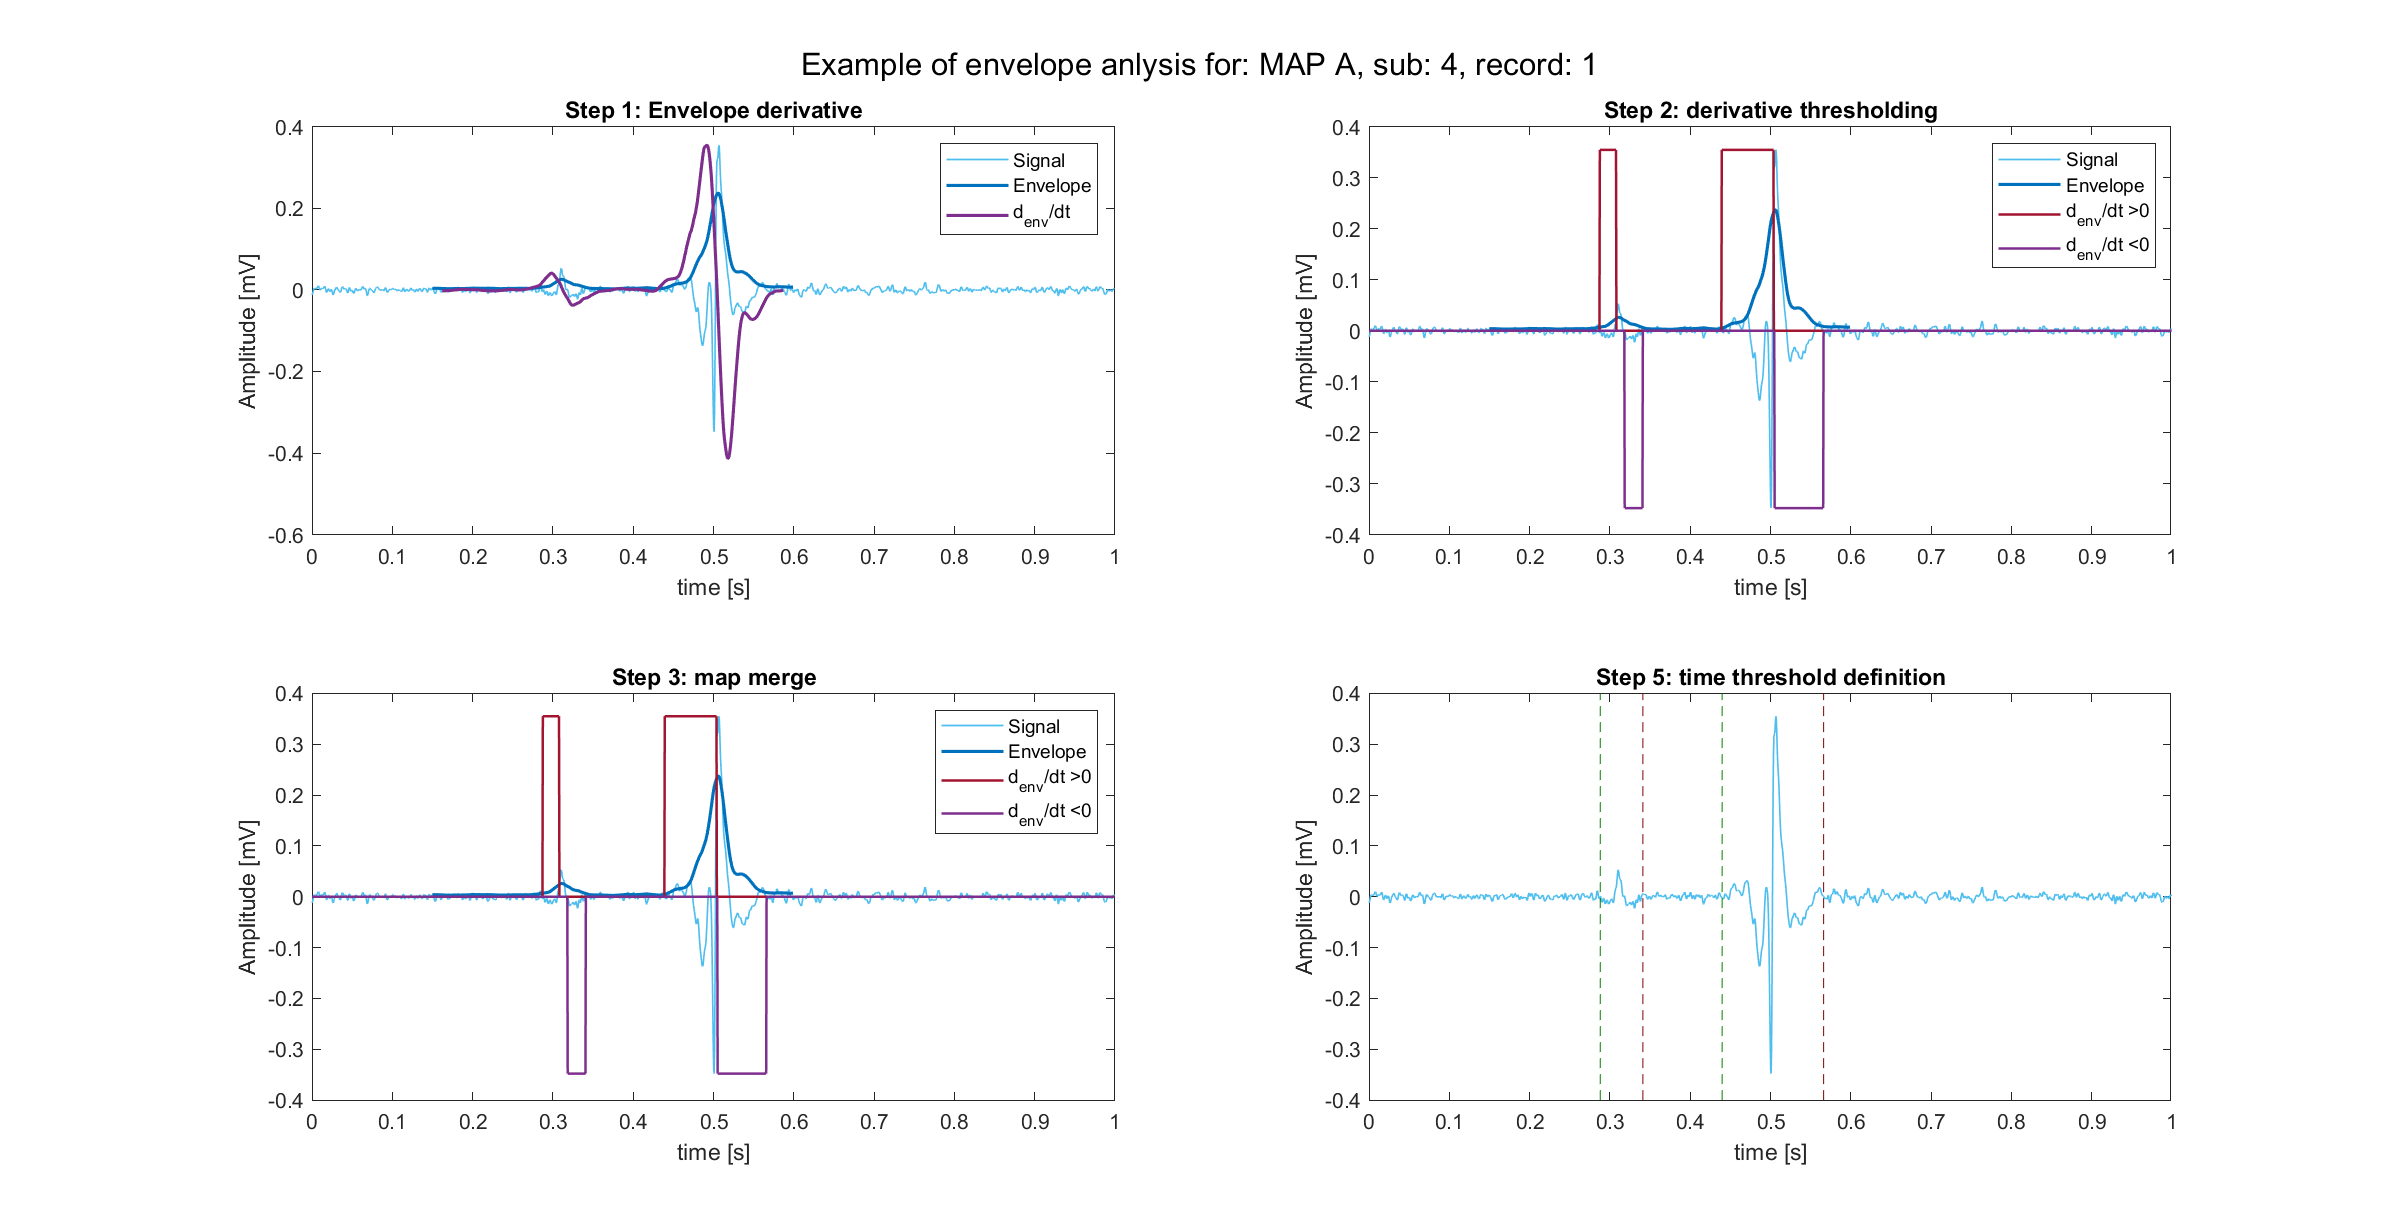 Example of envelope anlysis for: MAP A, sub: 4, record: 1
Step 1: Envelope derivative
0.4
0.2
0
-0.2
-0.4
-0.6
Amplitude [mV]
Signal
Envelope
d_env/dt
0 0.1 0.2 0.3 0.4 0.5 0.6 0.7 0.8 0.9 1
time [s]
Step 2: derivative thresholding
0.4
0.3
0.2
0.1
0
-0.1
-0.2
-0.3
-0.4
Amplitude [mV]
Signal
Envelope
d_env/dt >0
d_env/dt <0
0 0.1 0.2 0.3 0.4 0.5 0.6 0.7 0.8 0.9 1
time [s]
Step 3: map merge
0.4
0.3
0.2
0.1
0
-0.1
-0.2
-0.3
-0.4
Amplitude [mV]
Signal
Envelope
d_env/dt >0
d_env/dt <0
0 0.1 0.2 0.3 0.4 0.5 0.6 0.7 0.8 0.9 1
time [s]
Step 5: time threshold definition
0.4
0.3
0.2
0.1
0
-0.1
-0.2
-0.3
-0.4
Amplitude [mV]
0 0.1 0.2 0.3 0.4 0.5 0.6 0.7 0.8 0.9 1
time [s]